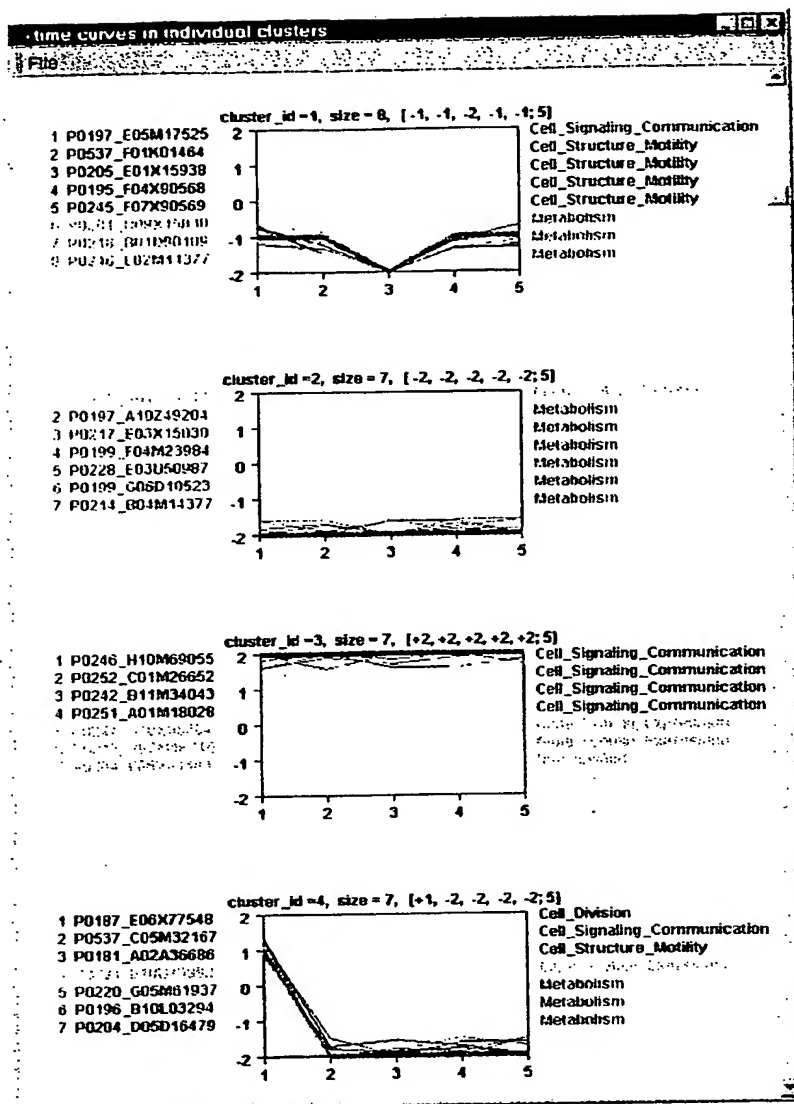 time curves in individual clusters
File
cluster_id =1, size = 8, [ -1, -1, -2, -1, -1; 5]
1 P0197_E05M17525
2 P0537_F01K01464
3 P0205_E01X15938
4 P0195_F04X90568
5 P0245_F07X90569
2
1
0
-1
-2
1 2 3 4 5
Cell_Signaling_Communication
Cell_Structure_Motility
Cell_Structure_Motility
Cell_Structure_Motility
Cell_Structure_Motility
Metabolism
Metabolism
Metabolism
cluster_id =2, size = 7, [ -2, -2, -2, -2, -2; 5]
2 P0197_A10Z49204
3 P0217_E03X15030
4 P0199_F04M23984
5 P0228_E03U50987
6 P0199_G06D10523
7 P0214_B04M14377
2
1
0
-1
-2
1 2 3 4 5
Metabolism
Metabolism
Metabolism
Metabolism
Metabolism
Metabolism
cluster_id =3, size = 7, [+2, +2, +2, +2, +2; 5]
1 P0246_H10M69055
2 P0252_C01M26652
3 P0242_B11M34043
4 P0251_A01M18028
2
1
0
-1
-2
1 2 3 4 5
Cell_Signaling_Communication
Cell_Signaling_Communication
Cell_Signaling_Communication
Cell_Signaling_Communication
cluster_id =4, size = 7, [+1, -2, -2, -2, -2; 5]
1 P0187_E06X77548
2 P0537_C05M32167
3 P0181_A02A36686
5 P0220_G05M61937
6 P0196_B10L03294
7 P0204_D05D16479
2
1
0
-1
-2
1 2 3 4 5
Cell_Division
Cell_Signaling_Communication
Cell_Structure_Motility
Metabolism
Metabolism
Metabolism